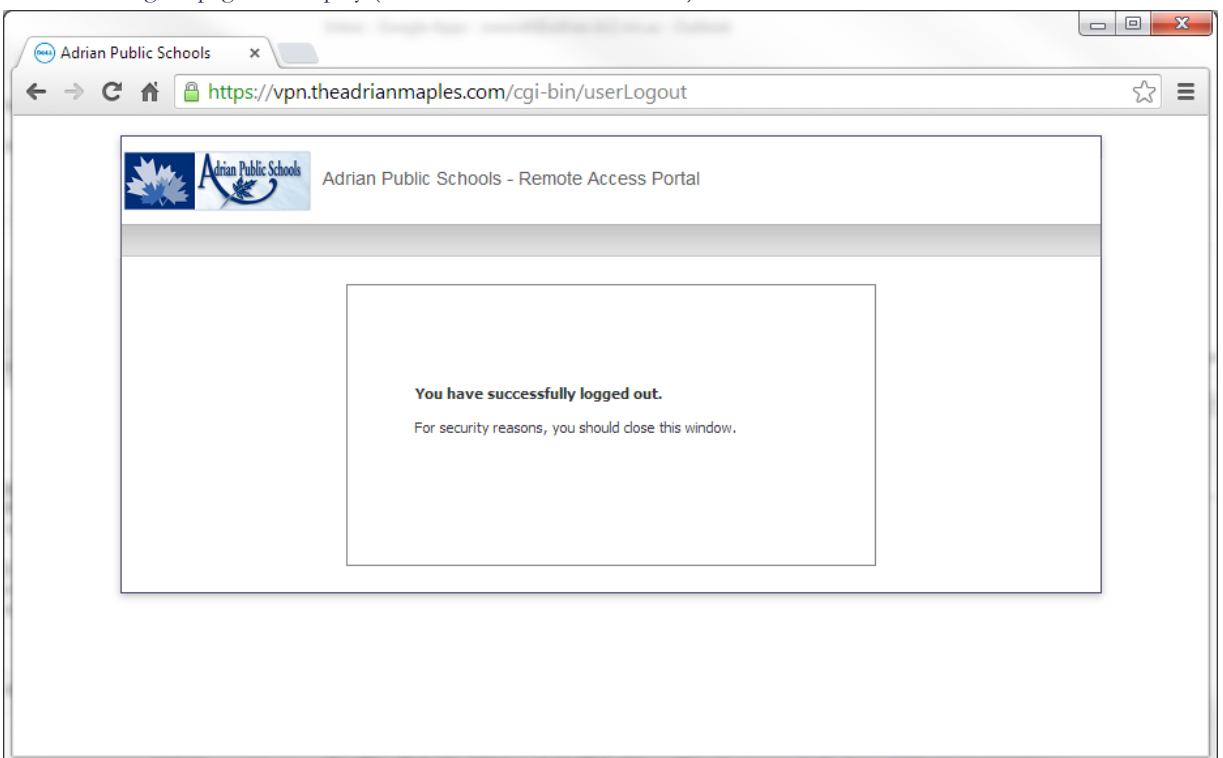 Adrian Public Schools
https://vpn.theadrianmaples.com/cgi-bin/userLogout
Adrian Public Schools
Adrian Public Schools - Remote Access Portal
You have successfully logged out.
For security reasons, you should close this window.